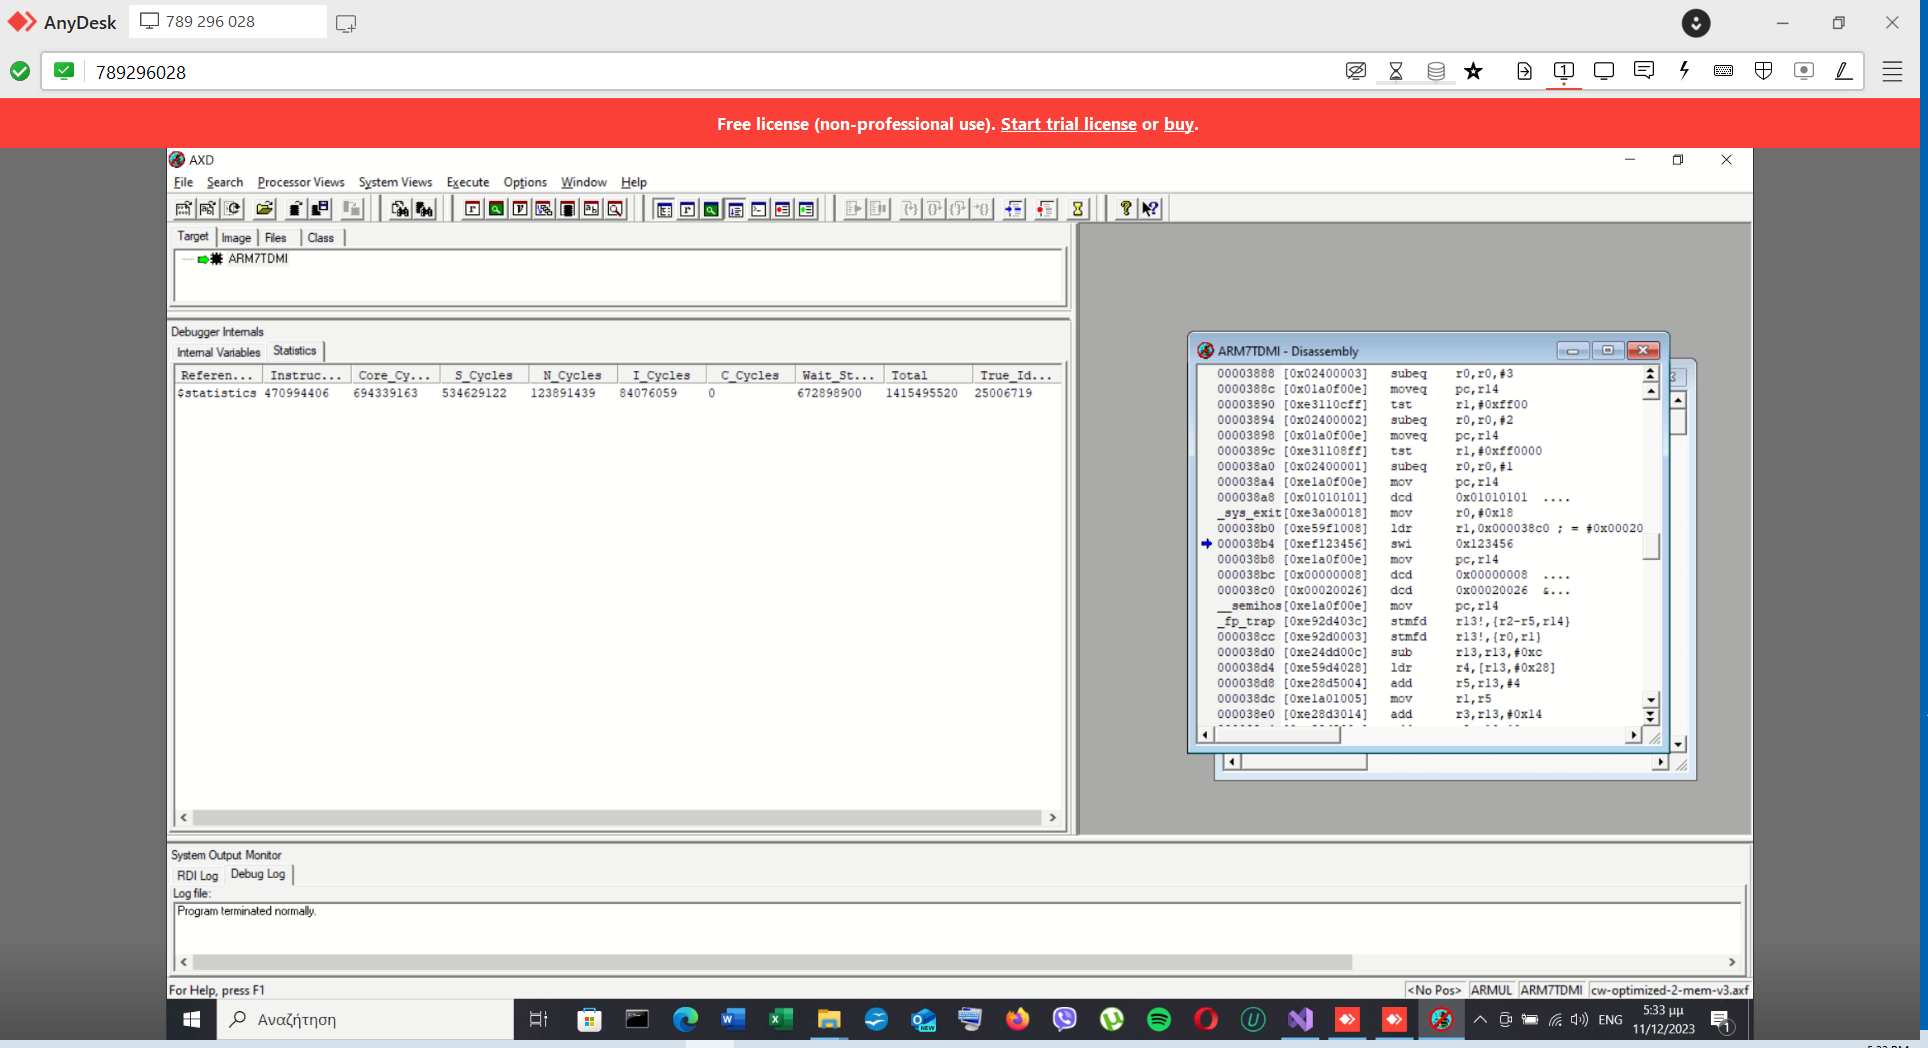 AnyDesk 789 296 028
789296028
Free license (non-professional use). Start trial license or buy.
AXD
File Search Processor Views System Views Execute Options Window Help
Target Image Files Class
ARM7TDMI
Debugger Internals
Internal Variables Statistics
Referen... Instruc... Core_Cy... S_Cycles N_Cycles I_Cycles C_Cycles Wait_St... Total True_Id...
$statistics 470994406 694339163 534629122 123891439 84076059 0 672898900 1415495520 25006719
ARM7TDMI - Disassembly
00003888 [0x02400003] subeq r0,r0,#3
0000388c [0x01a0f00e] moveq pc,r14
00003890 [0xe3110cff] tst r1,#0xff00
00003894 [0x02400002] subeq r0,r0,#2
00003898 [0x01a0f00e] moveq pc,r14
0000389c [0xe31108ff] tst r1,#0xff0000
000038a0 [0x02400001] subeq r0,r0,#1
000038a4 [0xe1a0f00e] mov pc,r14
000038a8 [0x01010101] dcd 0x01010101 ....
_sys_exit [0xe3a00018] mov r0,#0x18
000038b0 [0xe59f1008] ldr r1,0x000038c0 ; = #0x00020
000038b4 [0xef123456] swi 0x123456
000038b8 [0xe1a0f00e] mov pc,r14
000038bc [0x00000008] dcd 0x00000008 ....
000038c0 [0x00020026] dcd 0x00020026 &...
__semihos [0xe1a0f00e] mov pc,r14
_fp_trap [0xe92d403c] stmfd r13!,{r2-r5,r14}
000038cc [0xe92d0003] stmfd r13!,{r0,r1}
000038d0 [0xe24dd00c] sub r13,r13,#0xc
000038d4 [0xe59d4028] ldr r4,[r13,#0x28]
000038d8 [0xe28d5004] add r5,r13,#4
000038dc [0xe1a01005] mov r1,r5
000038e0 [0xe28d3014] add r3,r13,#0x14
System Output Monitor
RDI Log Debug Log
Log file:
Program terminated normally.
For Help, press F1
<No Pos> ARMUL ARM7TDMI cw-optimized-2-mem-v3.axf
Αναζήτηση
ENG
5:33 μμ
11/12/2023
1